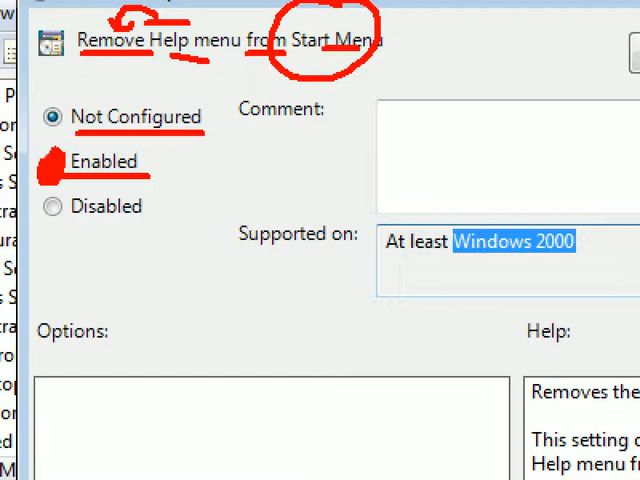 Remove Help menu from Start Menu
Not Configured
Comment:
Enabled
Disabled
Supported on:
At least Windows 2000
Options:
Help:
Removes the
This setting
Help menu